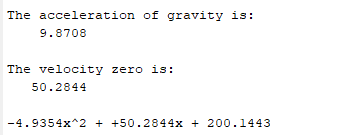 The acceleration of gravity is:
9.8708
The velocity zero is:
50.2844
-4.9354x^2 + +50.2844x + 200.1443